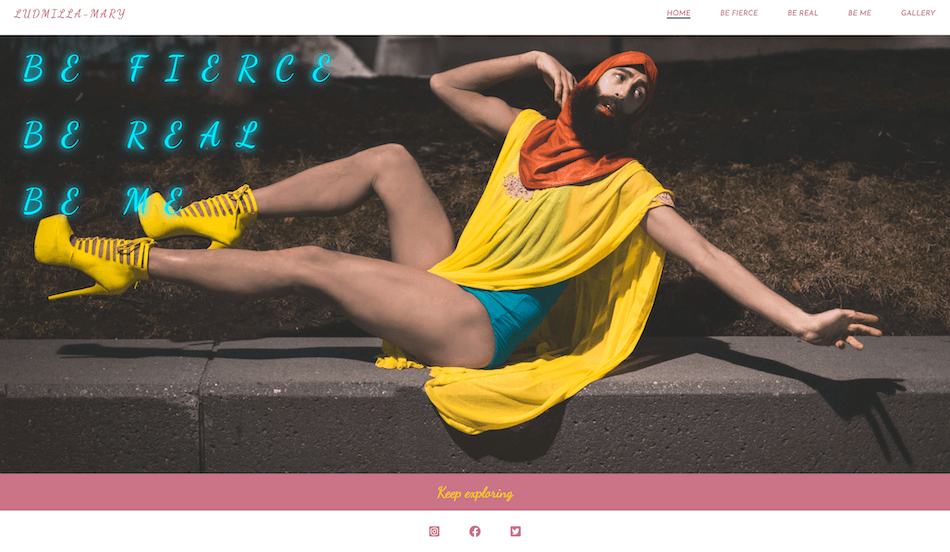 LUDMILLA-MARY
HOME BE FIERCE BE REAL BE ME GALLERY
BE FIERCE
BE REAL
BE ME
Keep exploring